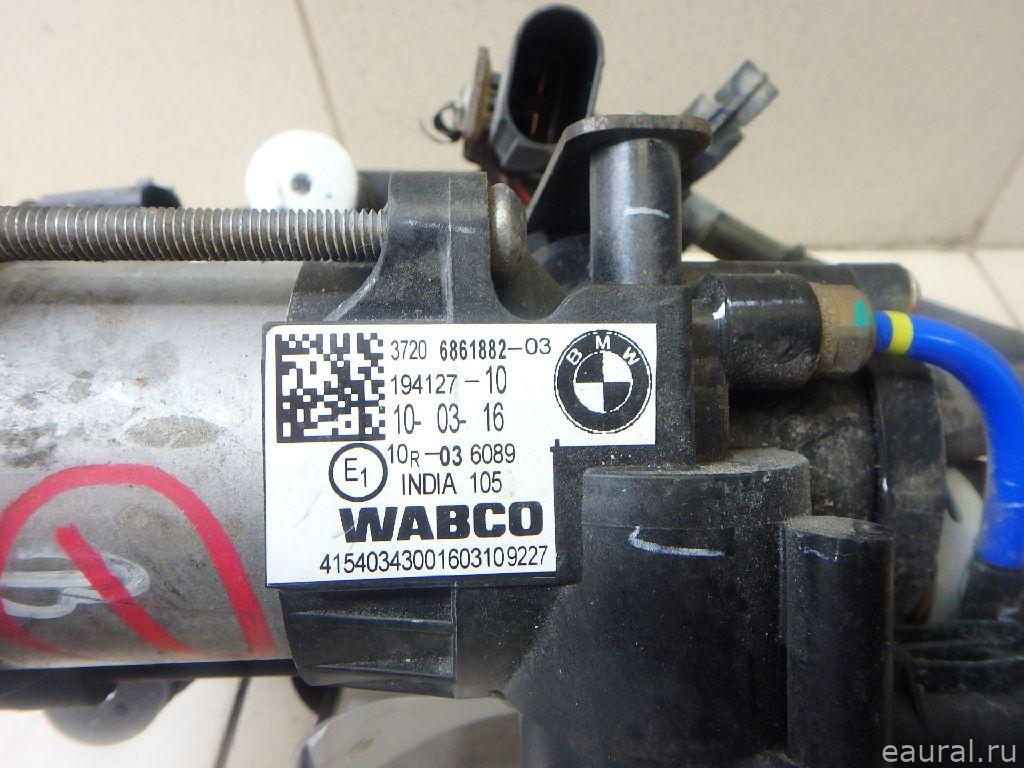 3720 6861882-03
194127-10
10-03-16
BMW
E1
10R-03 6089
INDIA 105
WABCO
41540343001603109227
eaural.ru